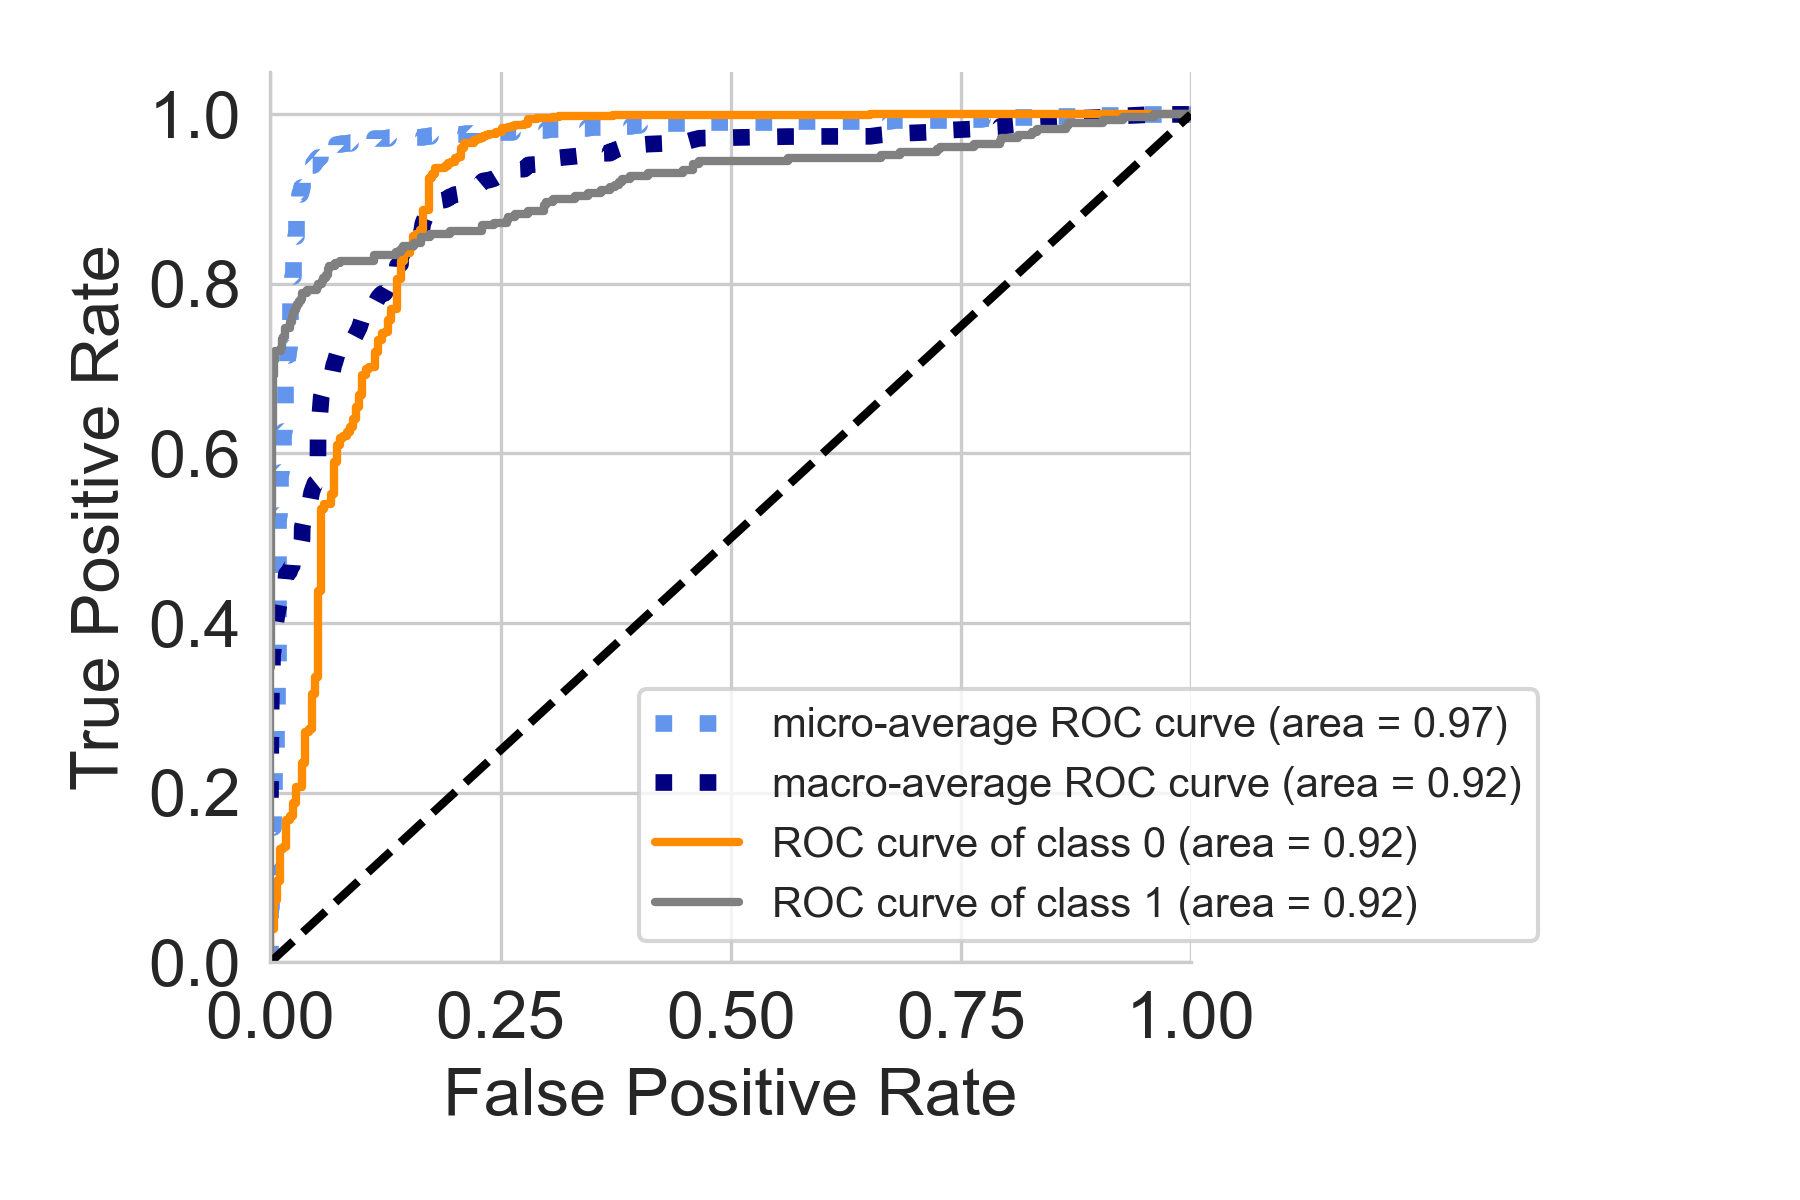 1.0
0.8
0.6
0.4
0.2
0.0
True Positive Rate
micro-average ROC curve (area = 0.97)
macro-average ROC curve (area = 0.92)
ROC curve of class 0 (area = 0.92)
ROC curve of class 1 (area = 0.92)
0.00 0.25 0.50 0.75 1.00
False Positive Rate